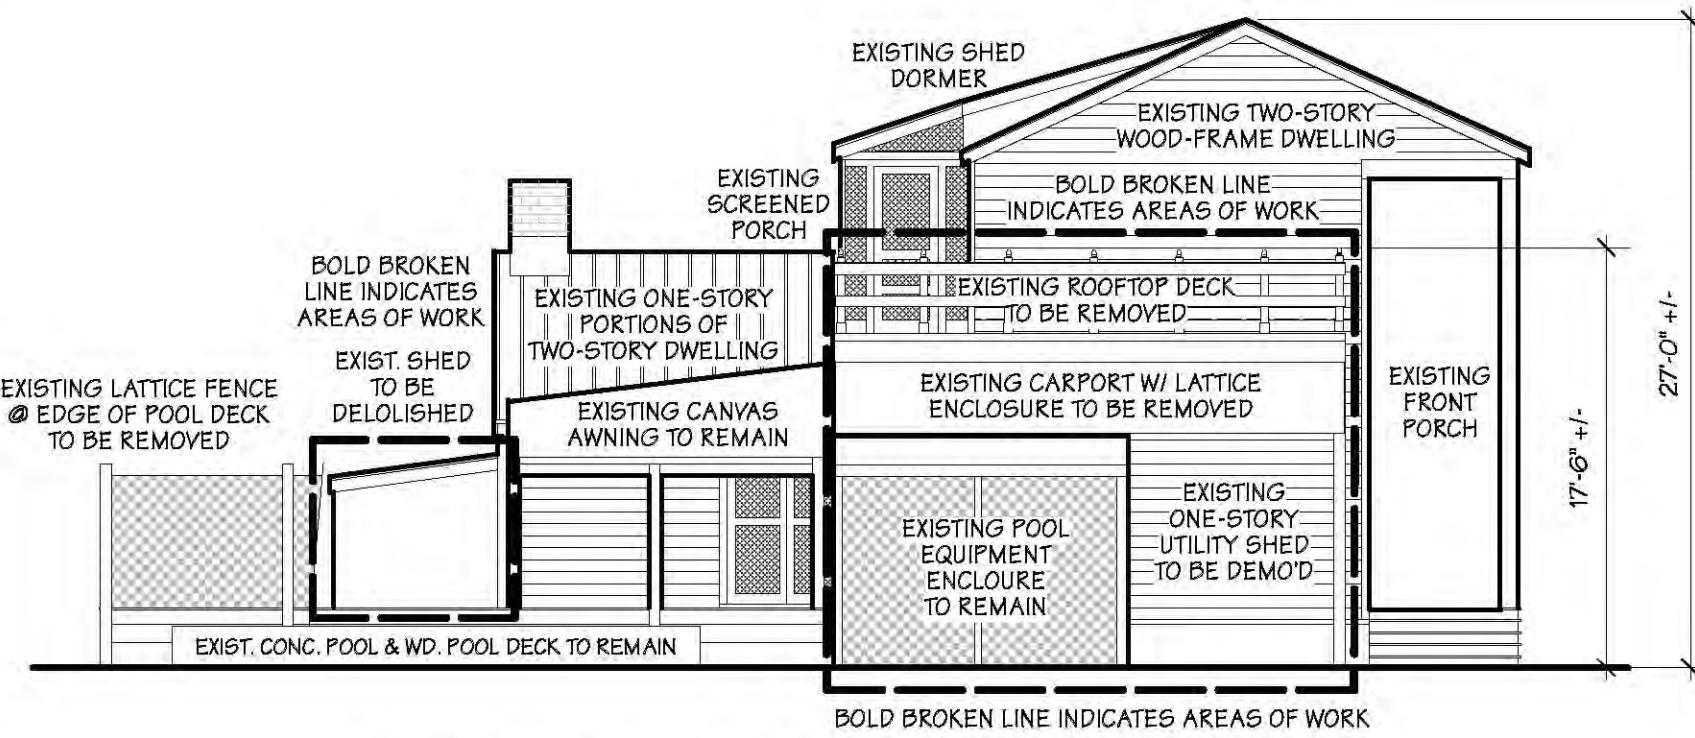 EXISTING SHED
DORMER
EXISTING TWO-STORY
WOOD-FRAME DWELLING
EXISTING
SCREENED
PORCH
BOLD BROKEN LINE
INDICATES AREAS OF WORK
BOLD BROKEN
LINE INDICATES
AREAS OF WORK
EXISTING ONE-STORY
PORTIONS OF
TWO-STORY DWELLING
EXISTING ROOFTOP DECK
TO BE REMOVED
27'-0" +/-
EXIST. SHED
TO BE
DELOLISHED
EXISTING LATTICE FENCE
@ EDGE OF POOL DECK
TO BE REMOVED
EXISTING CANVAS
AWNING TO REMAIN
EXISTING CARPORT W/ LATTICE
ENCLOSURE TO BE REMOVED
EXISTING
FRONT
PORCH
17'-6" +/-
EXISTING POOL
EQUIPMENT
ENCLOURE
TO REMAIN
EXISTING
ONE-STORY
UTILITY SHED
TO BE DEMO'D
EXIST. CONC. POOL & WD. POOL DECK TO REMAIN
BOLD BROKEN LINE INDICATES AREAS OF WORK